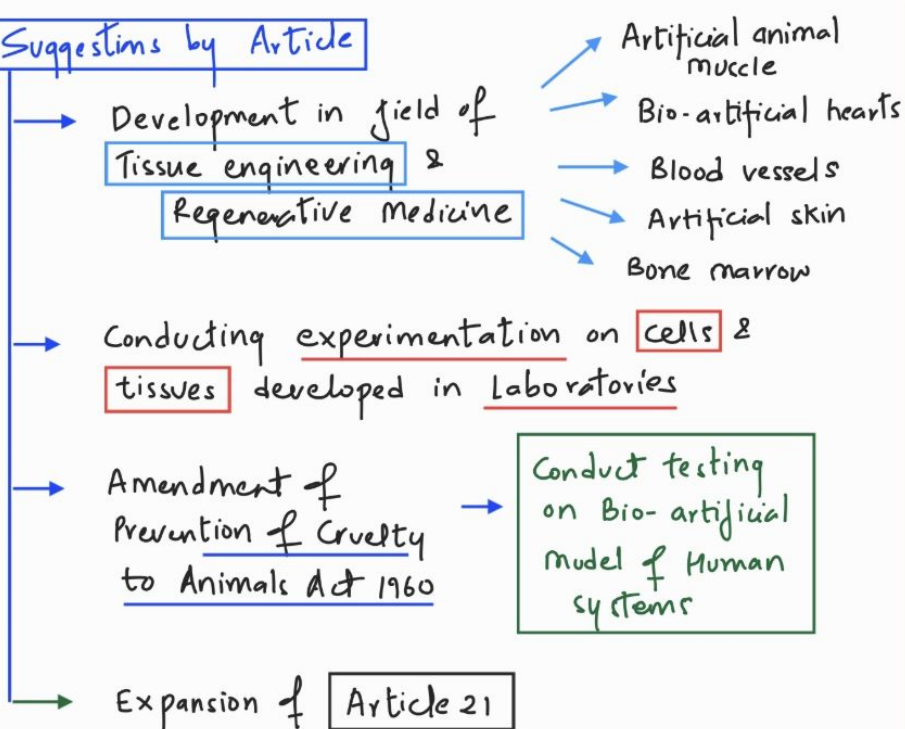 Suggestions by Article
Development in field of
Tissue engineering &
Regenerative Medicine
Artificial animal
muscle
Bio-artificial hearts
Blood vessels
Artificial skin
Bone marrow
Conducting experimentation on cells &
tissues developed in Laboratories
Amendment of
Prevention of Cruelty
to Animals Act 1960
Conduct testing
on Bio-artificial
Model of Human
systems
Expansion of Article 21